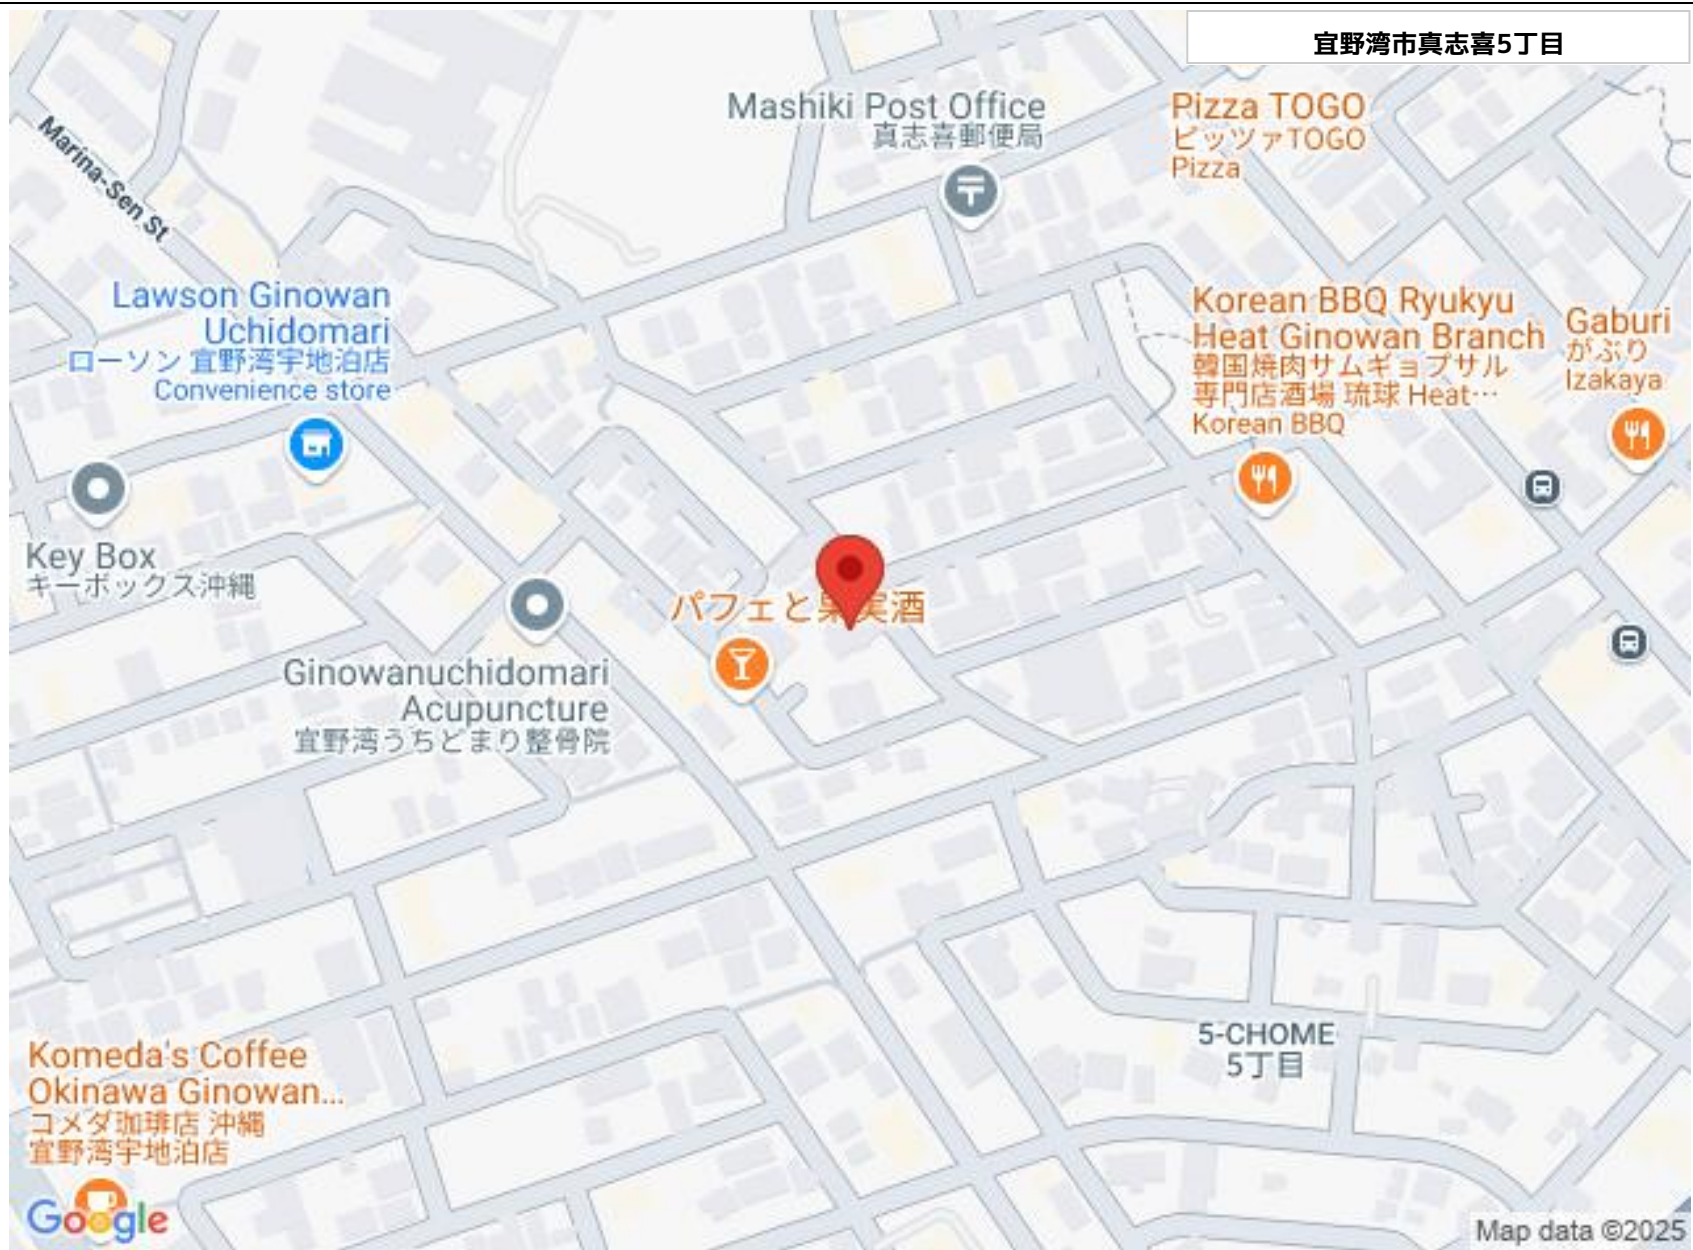 宜野湾市真志喜5丁目
Mashiki Post Office
真志喜郵便局
Pizza TOGO
ピッツァTOGO
Pizza
Marina-Sen St
Lawson Ginowan
Uchidomari
ローソン 宜野湾宇地泊店
Convenience store
Korean BBQ Ryukyu
Heat Ginowan Branch
韓国焼肉サムギョプサル
専門店酒場 琉球 Heat…
Korean BBQ
Gaburi
がぶり
Izakaya
Key Box
キーボックス沖縄
パフェと果実酒
Ginowanuchidomari
Acupuncture
宜野湾うちどまり整骨院
5-CHOME
5丁目
Komeda's Coffee
Okinawa Ginowan...
コメダ珈琲店 沖縄
宜野湾宇地泊店
Google
Map data ©2025